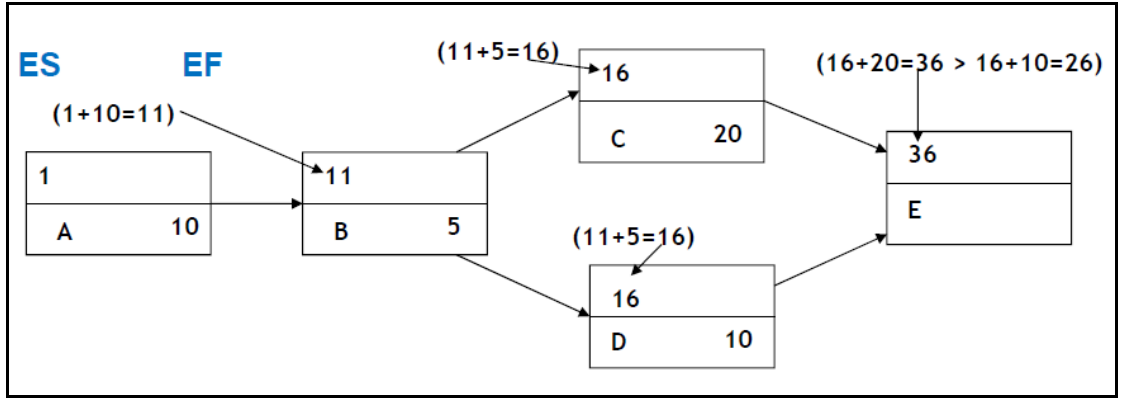 ES EF
(1+10=11)
1
A 10
11
B 5
(11+5=16)
16
C 20
(11+5=16)
16
D 10
(16+20=36 > 16+10=26)
36
E